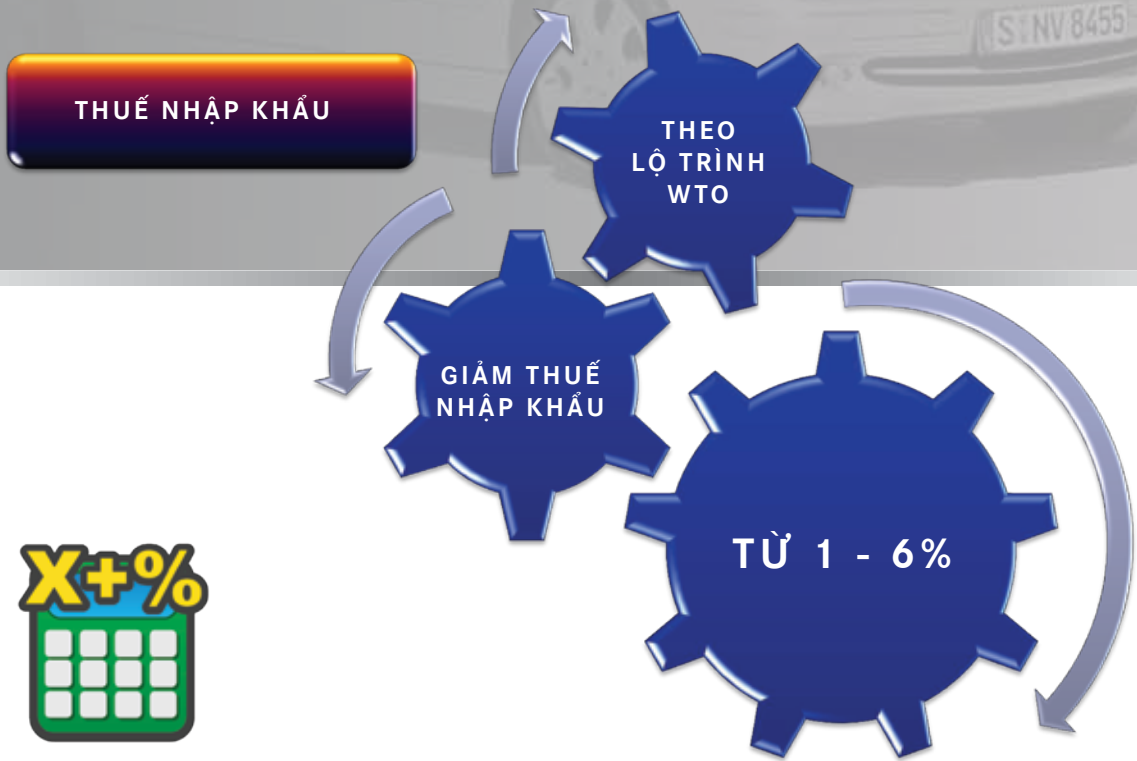 S NV 8455
THUẾ NHẬP KHẨU
THEO
LỘ TRÌNH
WTO
GIẢM THUẾ
NHẬP KHẨU
TỪ 1 - 6%
X+%